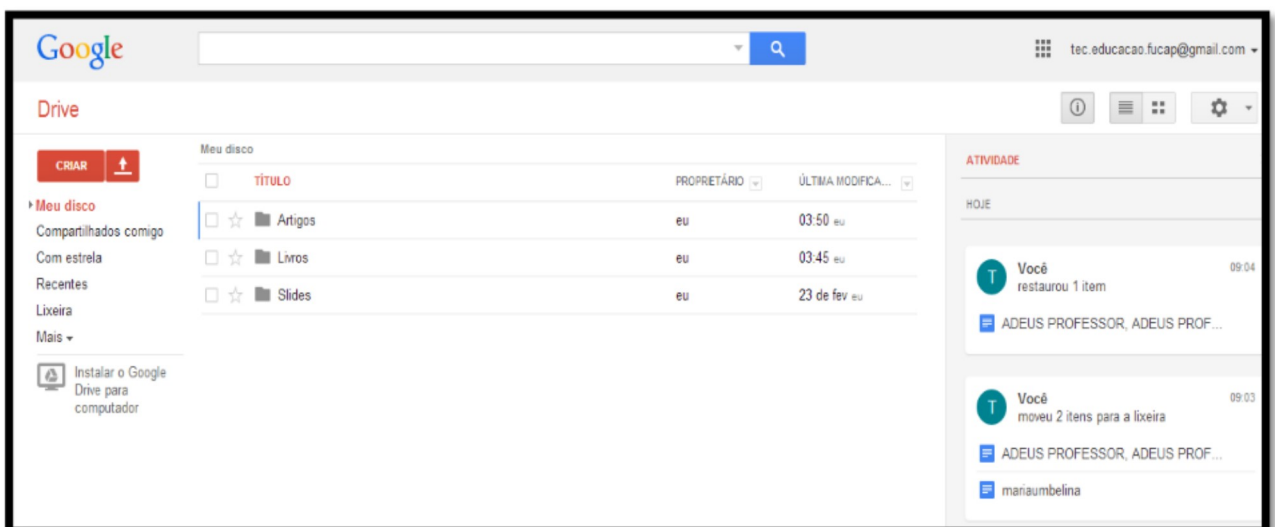 Google
tec.educacao.fucap@gmail.com
Drive
CRIAR
Meu disco
Compartilhados comigo
Com estrela
Recentes
Lixeira
Mais
Instalar o Google
Drive para
computador
Meu disco
TÍTULO PROPRIETÁRIO ÚLTIMA MODIFICA...
Artigos eu 03:50 eu
Livros eu 03:45 eu
Slides eu 23 de fev eu
ATIVIDADE
HOJE
T Você 09:04
restaurou 1 item
ADEUS PROFESSOR, ADEUS PROF...
T Você 09:03
moveu 2 itens para a lixeira
ADEUS PROFESSOR, ADEUS PROF...
mariaumbelina